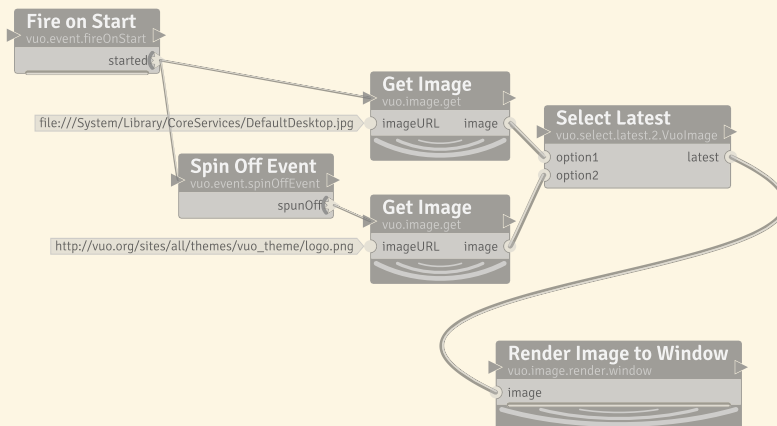 Fire on Start
vuo.event.fireOnStart
started
Get Image
vuo.image.get
file:///System/Library/CoreServices/DefaultDesktop.jpg
imageURL image
Select Latest
vuo.select.latest.2.VuoImage
option1 latest
option2
Spin Off Event
vuo.event.spinOffEvent
spunOff
Get Image
vuo.image.get
http://vuo.org/sites/all/themes/vuo_theme/logo.png
imageURL image
Render Image to Window
vuo.image.render.window
image